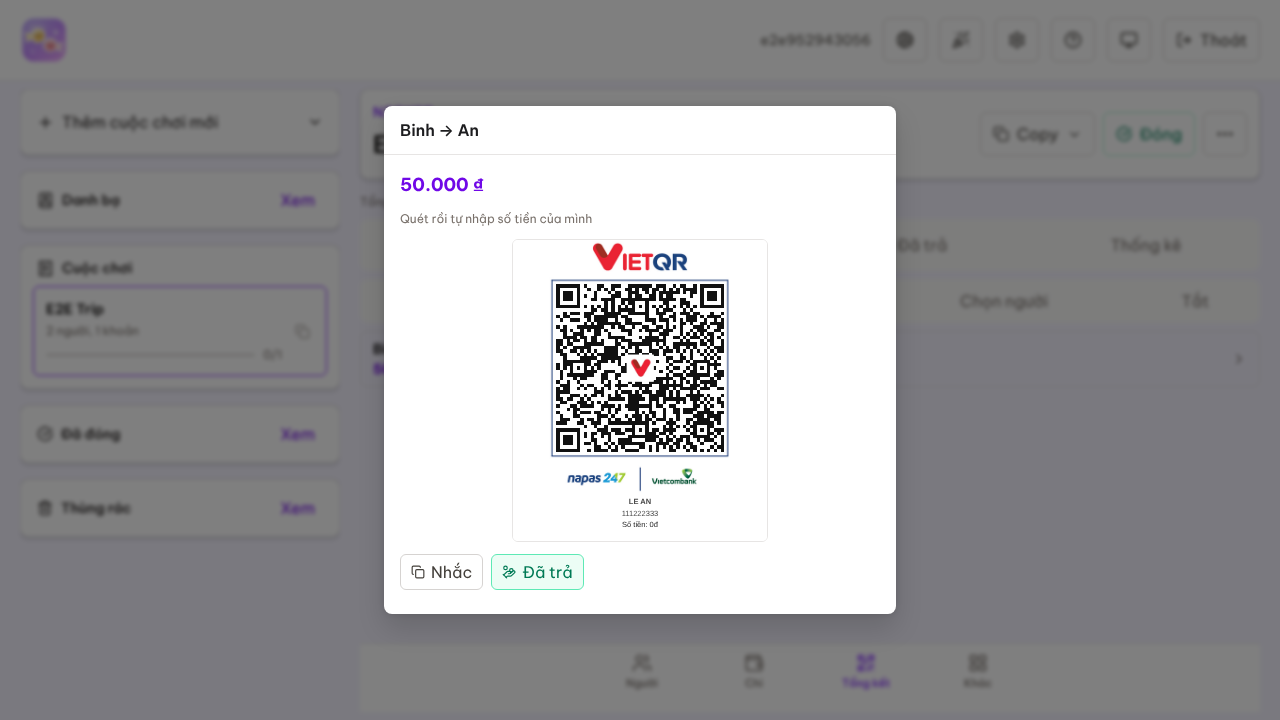 e2e952943056
Thoát
Thêm cuộc chơi mới
Danh bạ
Xem
Cuộc chơi
E2E Trip
2 người, 1 khoản
0/1
Đã đóng
Xem
Thùng rác
Xem
Copy
Đóng
Đã trả
Thống kê
Chọn người
Tất
Binh → An
50.000 ₫
Quét rồi tự nhập số tiền của mình
VIETQR
napas 247
Vietcombank
LE AN
111222333
Số tiền: 0đ
Nhắc
Đã trả
Người
Chi
Tổng kết
Khác